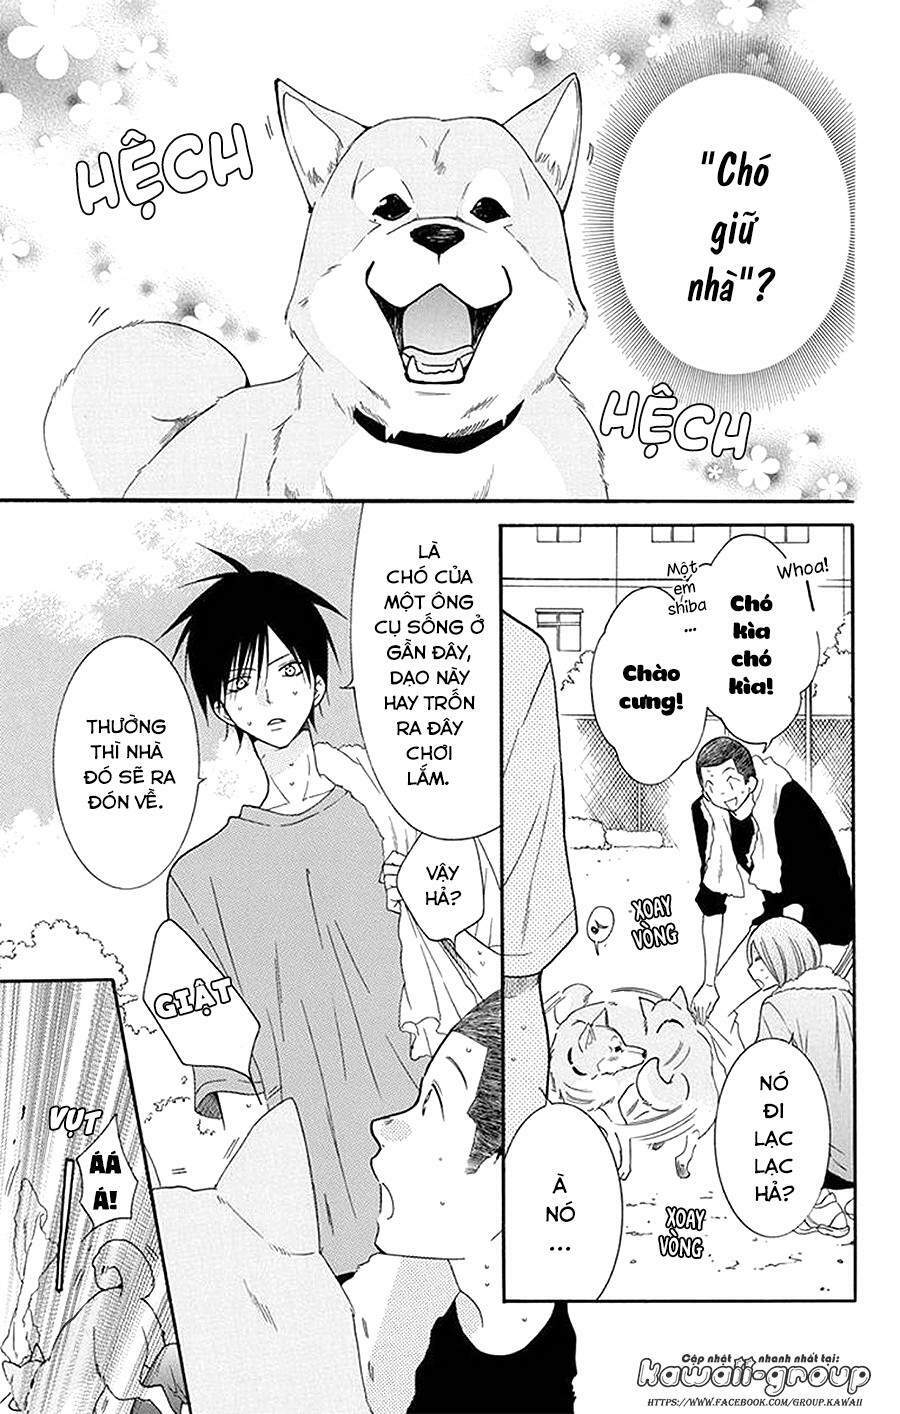 "Chó
giữ
nhà"?
HỆCH
HỆCH
Whoa!
Chó
kìa
chó
kìa!
Một
em
shiba
...
Chào
cưng!
XOAY
VÒNG
NÓ
ĐI
LẠC
LẠC
HẢ?
XOAY
VÒNG
À
NÓ
...
LÀ
CHÓ CỦA
MỘT ÔNG
CỤ SỐNG Ở
GẦN ĐÂY,
DẠO NÀY
HAY TRỐN
RA ĐÂY
CHƠI
LẮM.
THƯỜNG
THÌ NHÀ
ĐÓ SẼ RA
ĐÓN VỀ.
VẬY
HẢ?
GIẬT
VỤT
ÁÁ
Á!
Cập nhật nhanh nhất tại:
kawaii-group
HTTPS://WWW.FACEBOOK.COM/GROUP.KAWAII